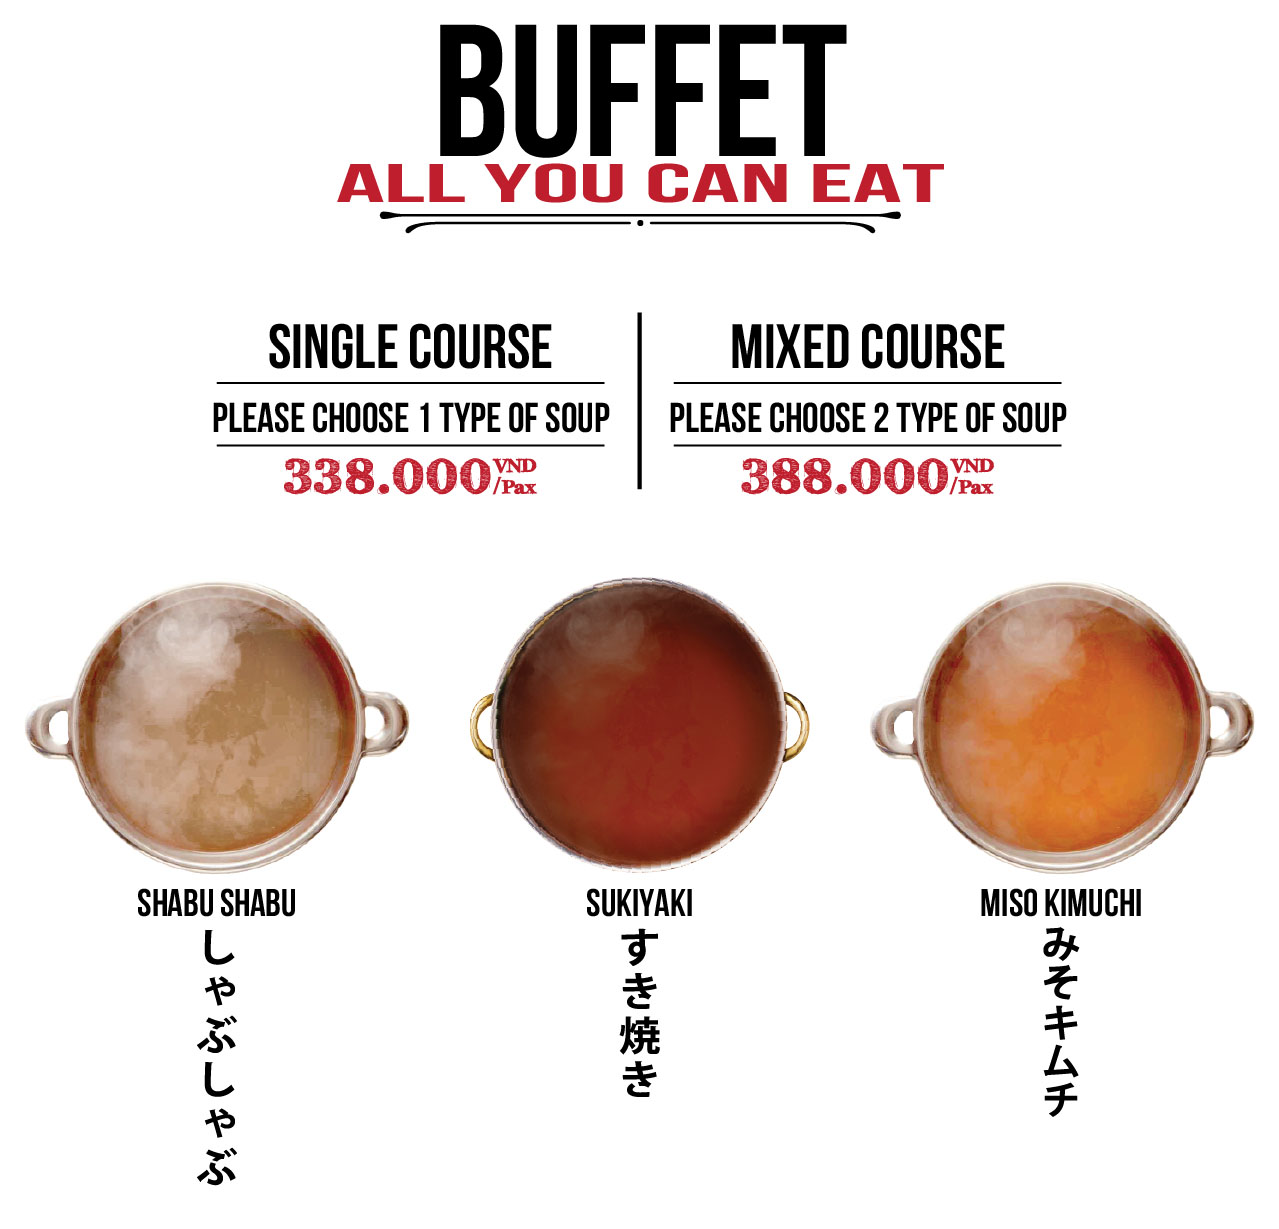 BUFFET
ALL YOU CAN EAT
SINGLE COURSE
PLEASE CHOOSE 1 TYPE OF SOUP
338.000 VND/Pax
MIXED COURSE
PLEASE CHOOSE 2 TYPE OF SOUP
388.000 VND/Pax
SHABU SHABU
しゃぶしゃぶ
SUKIYAKI
すき焼き
MISO KIMUCHI
みそキムチ